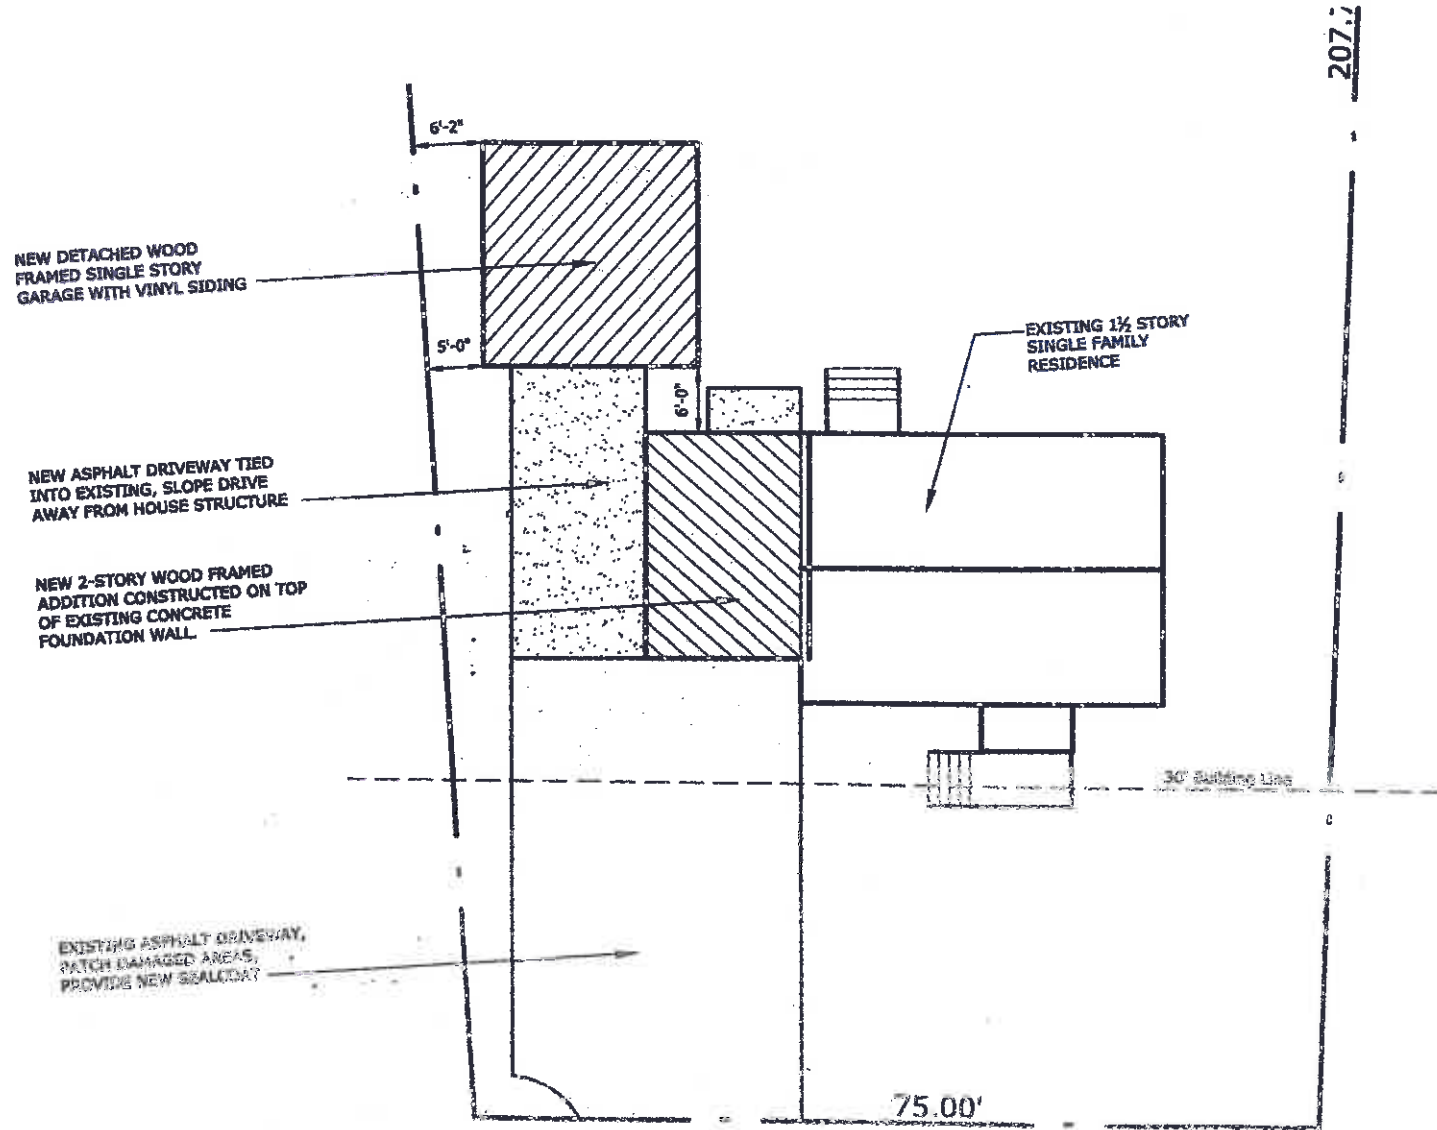 207.7
6'-2"
NEW DETACHED WOOD
FRAMED SINGLE STORY
GARAGE WITH VINYL SIDING
5'-0"
6'-0"
EXISTING 1½ STORY
SINGLE FAMILY
RESIDENCE
NEW ASPHALT DRIVEWAY TIED
INTO EXISTING, SLOPE DRIVE
AWAY FROM HOUSE STRUCTURE
NEW 2-STORY WOOD FRAMED
ADDITION CONSTRUCTED ON TOP
OF EXISTING CONCRETE
FOUNDATION WALL.
30' Building Line
EXISTING ASPHALT DRIVEWAY,
PATCH DAMAGED AREAS,
PROVIDE NEW SEALCOAT
75.00'